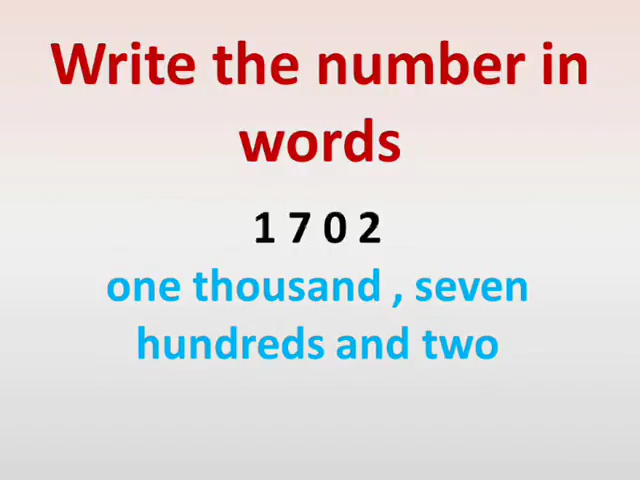 Write the number in
words
1 7 0 2
one thousand , seven
hundreds and two